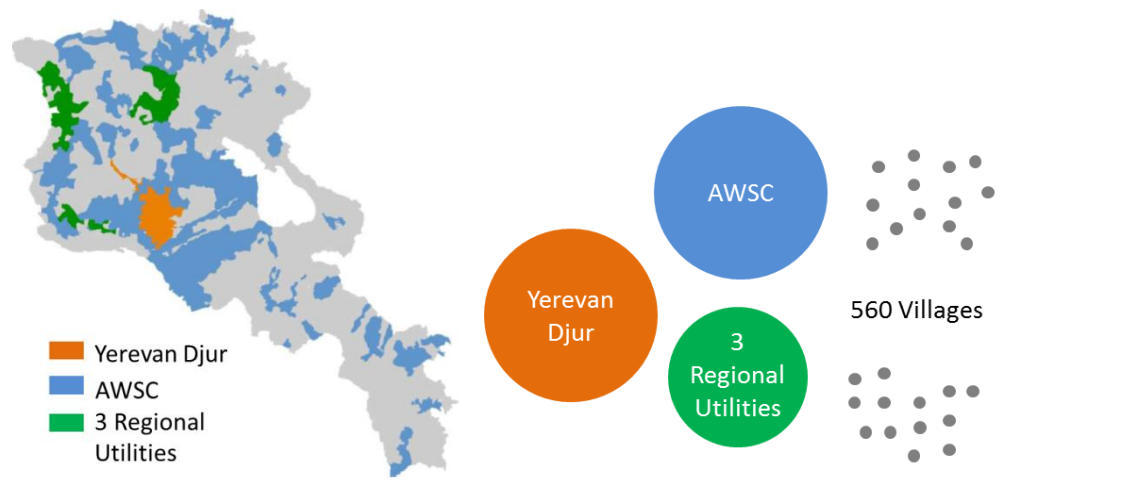 Yerevan Djur
AWSC
3 Regional
Utilities
Yerevan
Djur
AWSC
3
Regional
Utilities
560 Villages